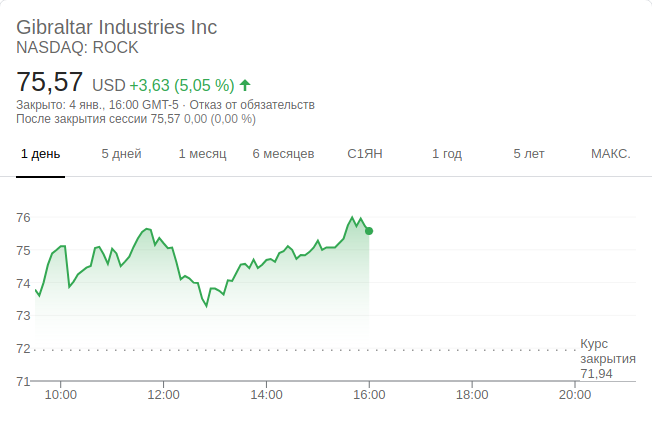 Gibraltar Industries Inc
NASDAQ: ROCK
75,57 USD +3,63 (5,05 %)
Закрыто: 4 янв., 16:00 GMT-5 · Отказ от обязательств
После закрытия сессии 75,57 0,00 (0,00 %)
1 день 5 дней 1 месяц 6 месяцев С1ЯН 1 год 5 лет МАКС.
76
75
74
73
72
71
Курс
закрытия
71,94
10:00 12:00 14:00 16:00 18:00 20:00